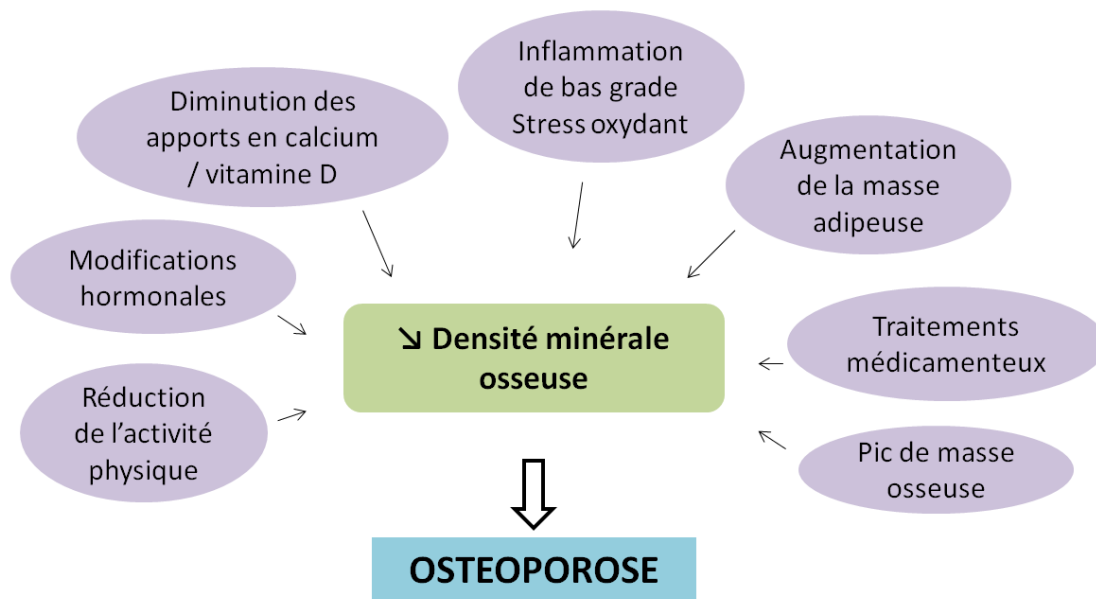 Inflammation
de bas grade
Stress oxydant
Diminution des
apports en calcium
/ vitamine D
Augmentation
de la masse
adipeuse
Modifications
hormonales
↘ Densité minérale
osseuse
Traitements
médicamenteux
Réduction
de l’activité
physique
Pic de masse
osseuse
OSTEOPOROSE